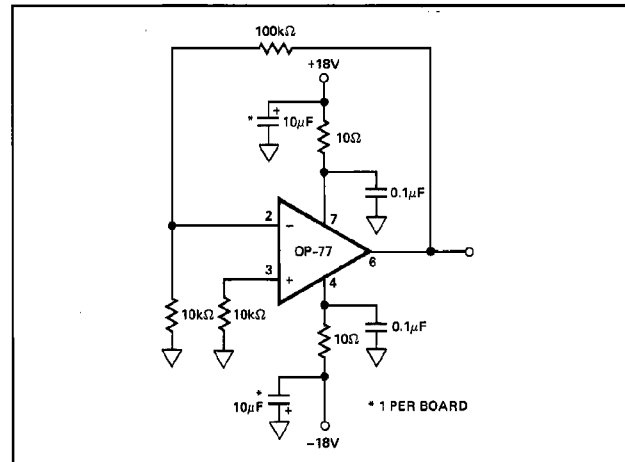 100kΩ
+18V
* 10μF +
10Ω
0.1μF
2 − 7
OP-77
6
3 + 4
10kΩ 10kΩ
0.1μF
10Ω
10μF * +
* 1 PER BOARD
−18V